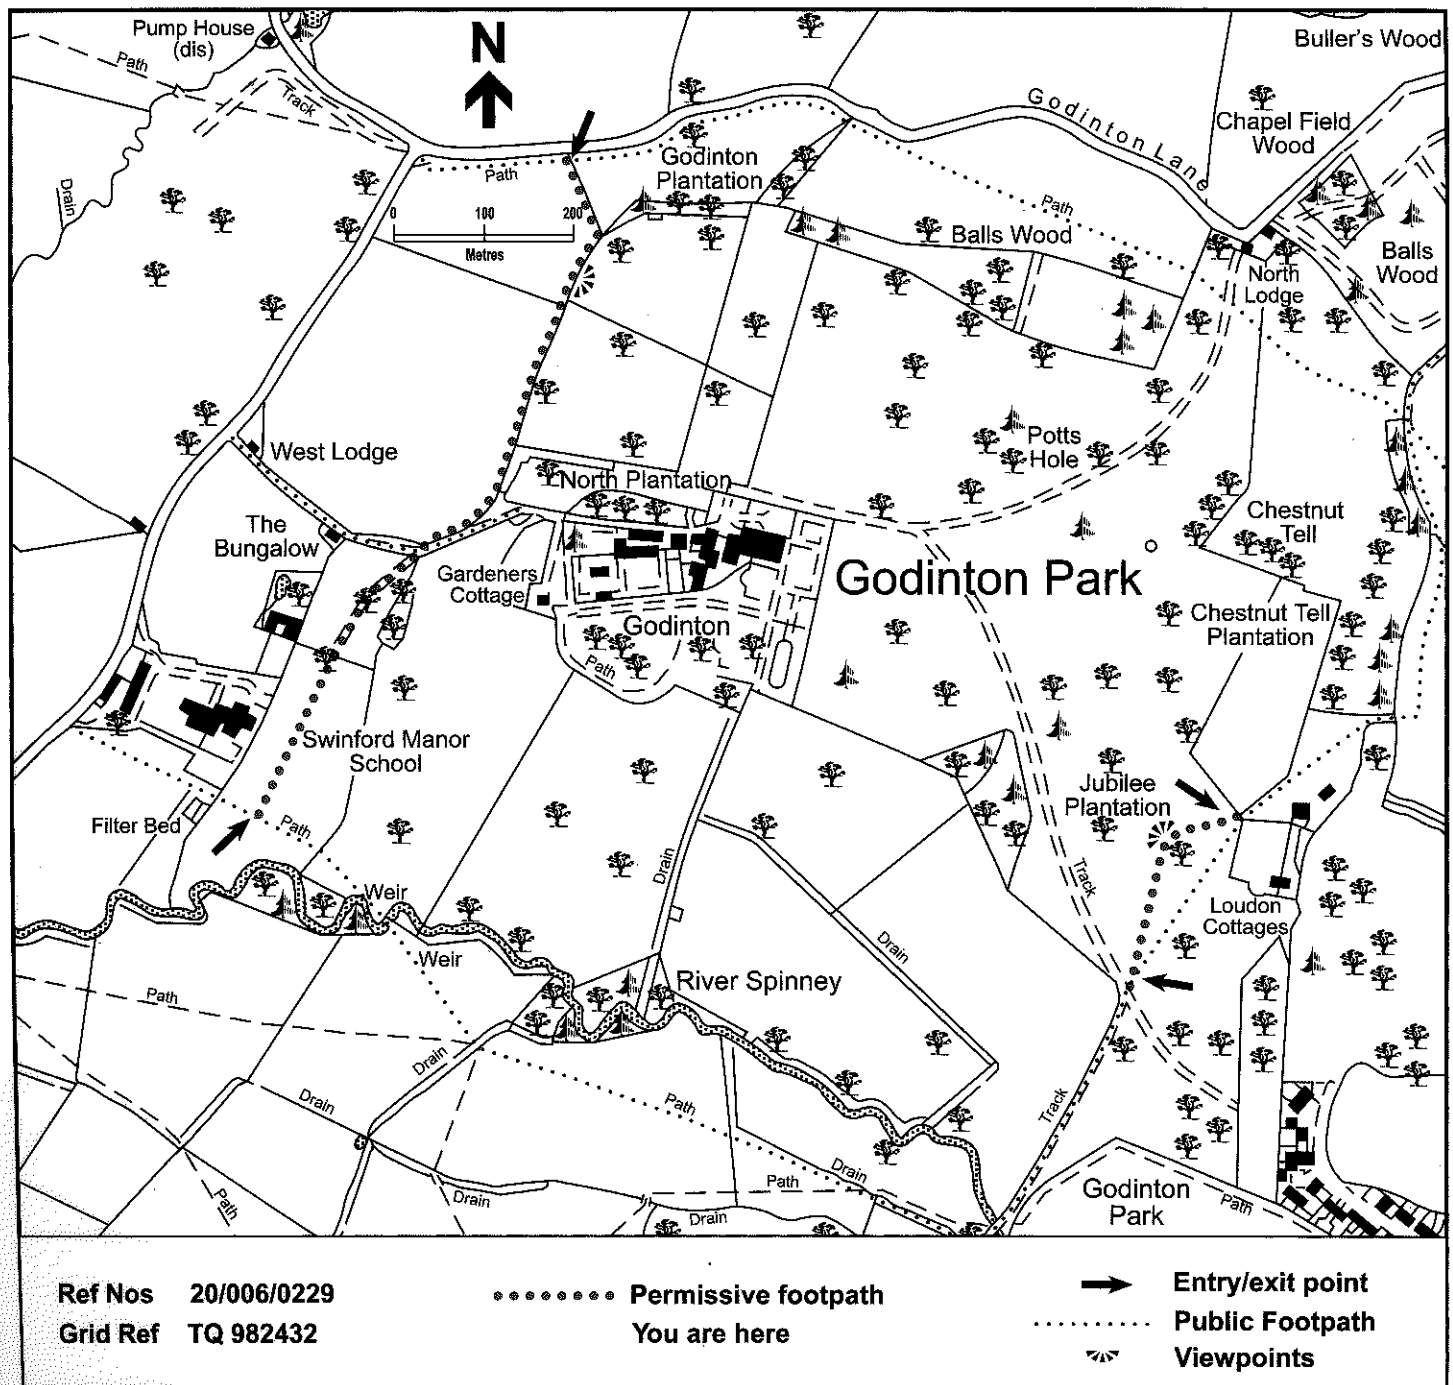 Pump House
(dis)
Path
Track
Drain
N
Path
0 100 200
Metres
Godinton
Plantation
Godinton Lane
Buller's Wood
Chapel Field
Wood
Path
Balls Wood
North
Lodge
Balls
Wood
West Lodge
North Plantation
Potts
Hole
The
Bungalow
Gardeners
Cottage
Godinton
Path
Godinton Park
Chestnut
Tell
Chestnut Tell
Plantation
Swinford Manor
School
Filter Bed
Path
Jubilee
Plantation
Track
Loudon
Cottages
Drain
Drain
Weir
Weir
River Spinney
Path
Drain
Drain
Path
Path
Drain
Drain
Path
Drain
Track
Godinton
Park
Path
Ref Nos 20/006/0229
Grid Ref TQ 982432
Permissive footpath
You are here
Entry/exit point
Public Footpath
Viewpoints